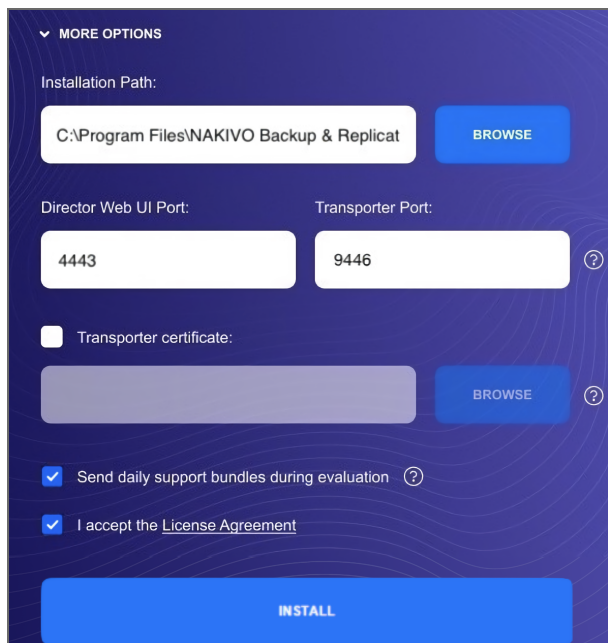 MORE OPTIONS
Installation Path:
C:\Program Files\NAKIVO Backup & Replicat
BROWSE
Director Web UI Port:
Transporter Port:
4443
9446
?
Transporter certificate:
BROWSE
?
Send daily support bundles during evaluation ?
I accept the License Agreement
INSTALL